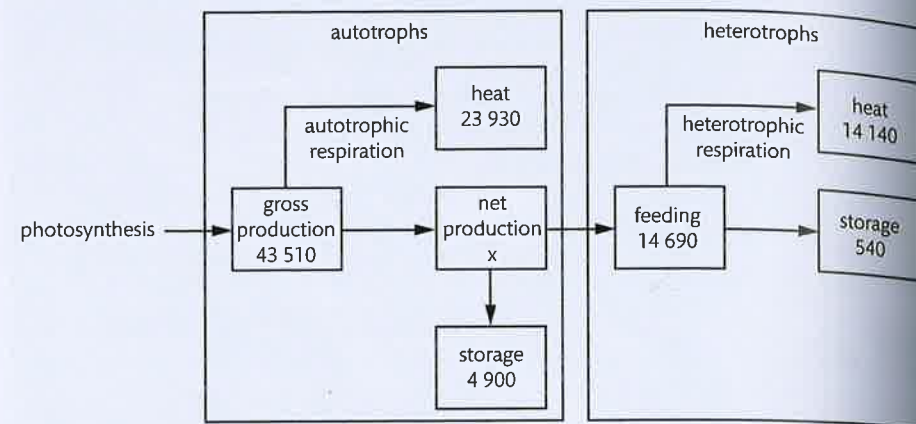 autotrophs
heterotrophs
heat
23 930
autotrophic
respiration
heat
14 140
heterotrophic
respiration
photosynthesis
gross
production
43 510
net
production
x
feeding
14 690
storage
540
storage
4 900